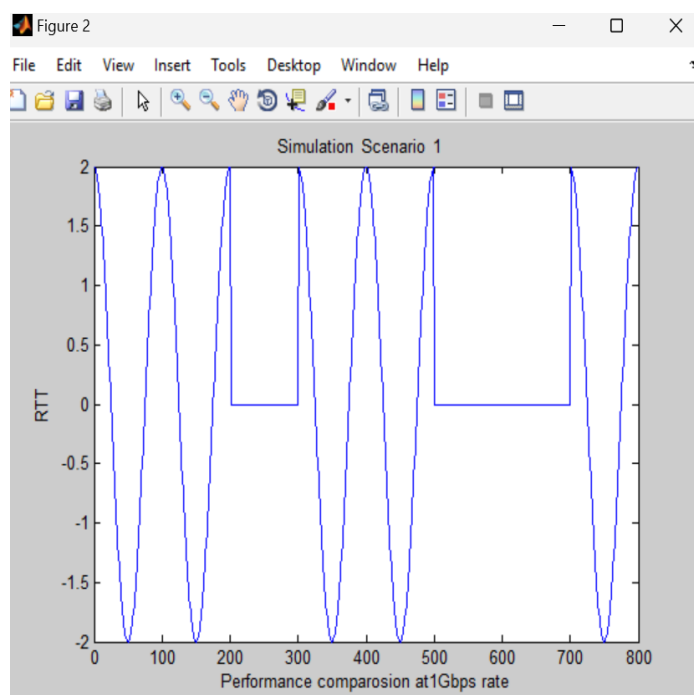 Figure 2
File Edit View Insert Tools Desktop Window Help
Simulation Scenario 1
2
1.5
1
0.5
0
-0.5
-1
-1.5
-2
RTT
0 100 200 300 400 500 600 700 800
Performance comparosion at1Gbps rate